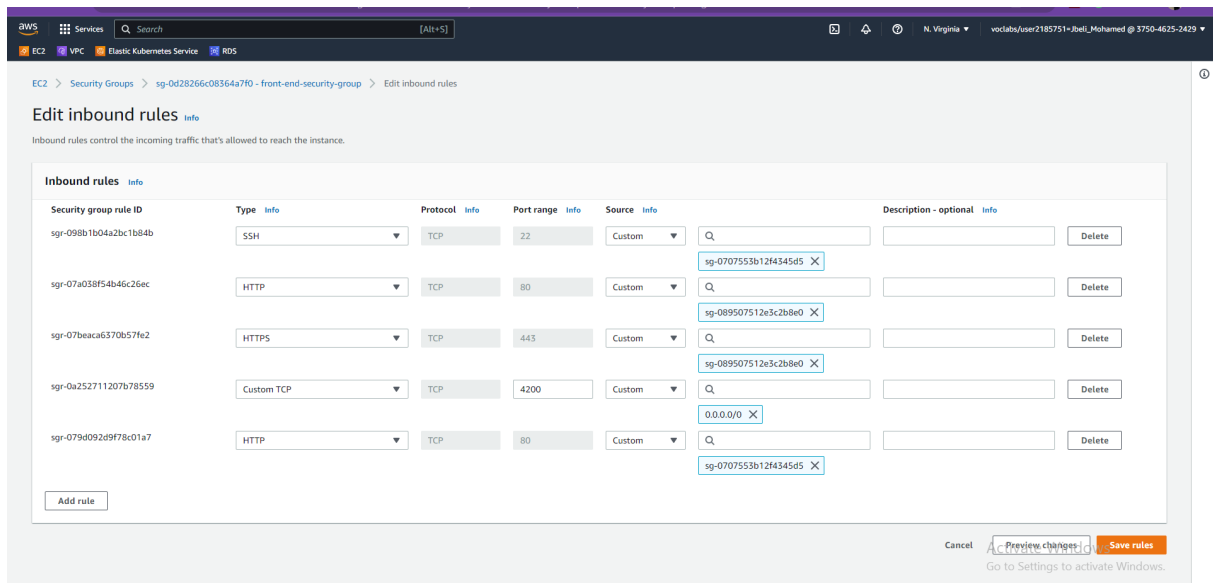 aws Services Search [Alt+S] N. Virginia ▼ voclabs/user2185751=Jbeli_Mohamed @ 3750-4625-2429 ▼
EC2 VPC Elastic Kubernetes Service RDS
EC2 > Security Groups > sg-0d28266c08364a7f0 - front-end-security-group > Edit inbound rules
Edit inbound rules Info
Inbound rules control the incoming traffic that's allowed to reach the instance.
Inbound rules Info
Security group rule ID Type Info Protocol Info Port range Info Source Info Description - optional Info
sgr-098b1b04a2bc1b84b SSH TCP 22 Custom Delete
sg-0707553b12f4345d5
sgr-07a038f54b46c26ec HTTP TCP 80 Custom Delete
sg-089507512e3c2b8e0
sgr-07beaca6370b57fe2 HTTPS TCP 443 Custom Delete
sg-089507512e3c2b8e0
sgr-0a252711207b78559 Custom TCP TCP 4200 Custom Delete
0.0.0.0/0
sgr-079d092d9f78c01a7 HTTP TCP 80 Custom Delete
sg-0707553b12f4345d5
Add rule
Cancel Preview changes Save rules
Activate Windows
Go to Settings to activate Windows.